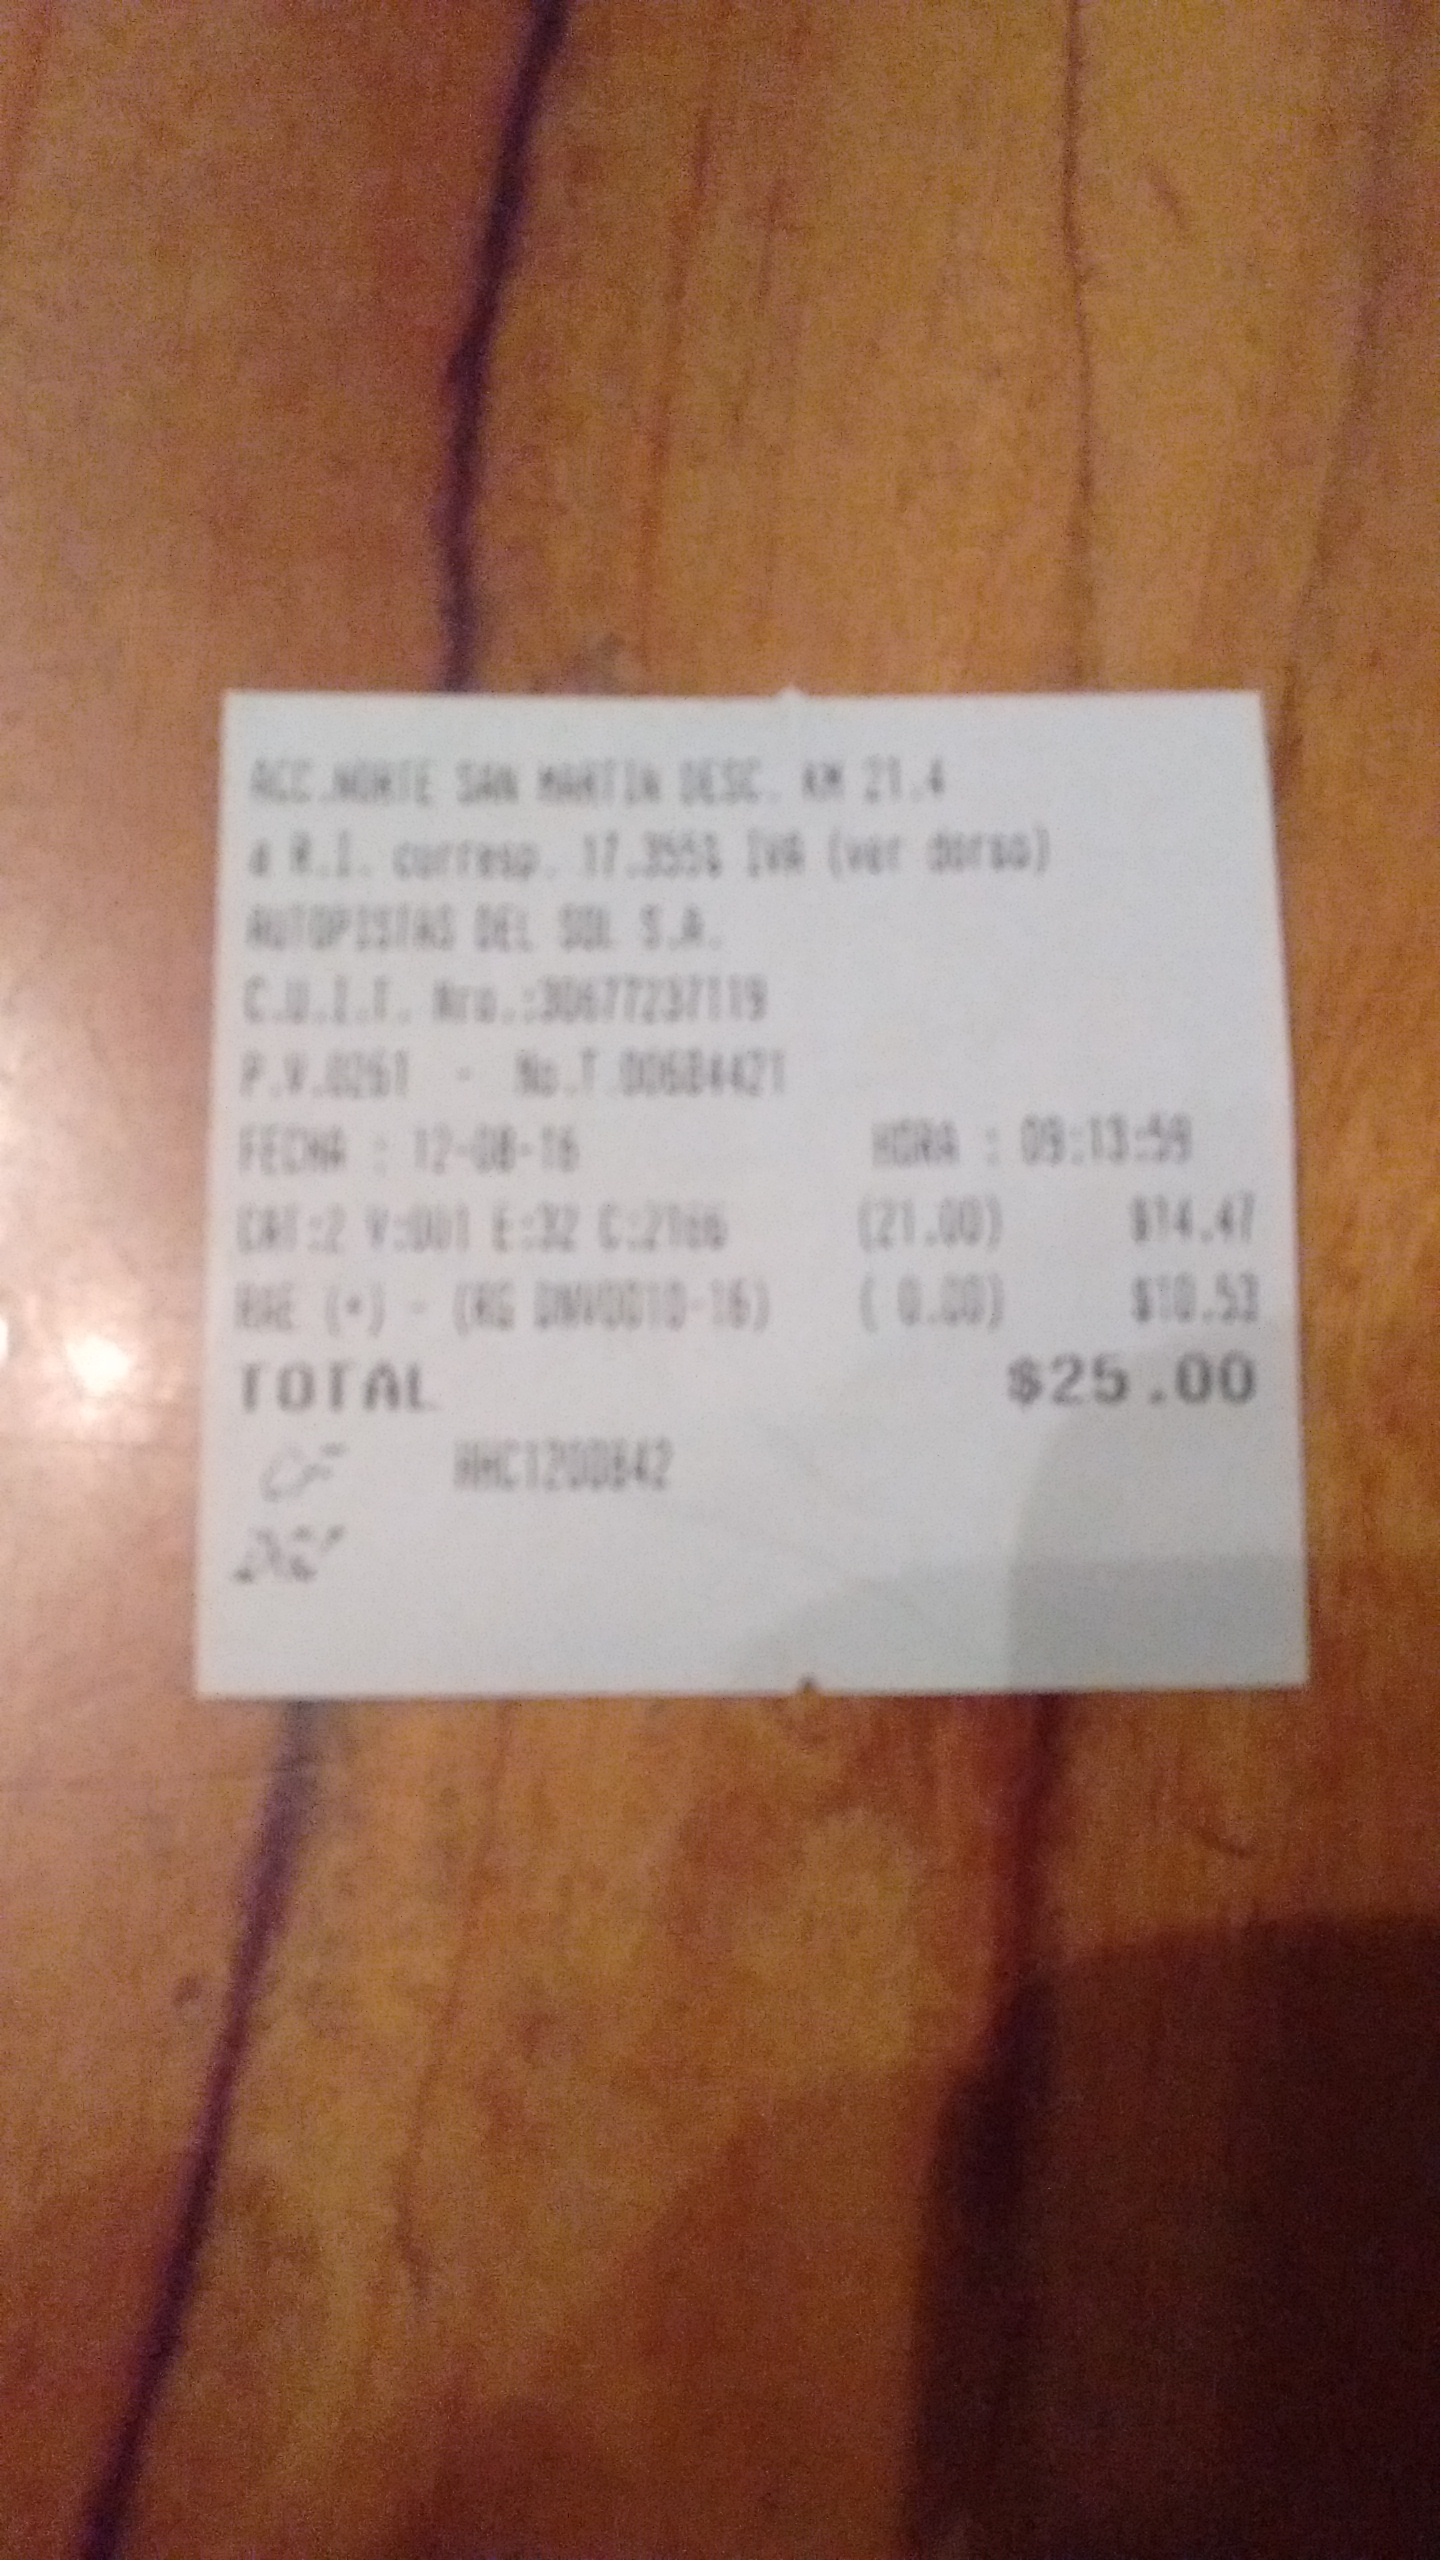 ACC.NORTE SAN MARTIN DESC. KM 21.4
a R.I. corresp. 17.355% IVA (ver dorso)
AUTOPISTAS DEL SOL S.A.
C.U.I.T. Nro.:30677237119
P.V.0261 - No.T.00684421
FECHA : 12-08-16 HORA : 09:13:59
CAT:2 V:001 E:32 C:2166 (21.00) $14.47
RAE (*) - (RG DNV0010-16) ( 0.00) $10.53
TOTAL $25.00
CF HHC1200842